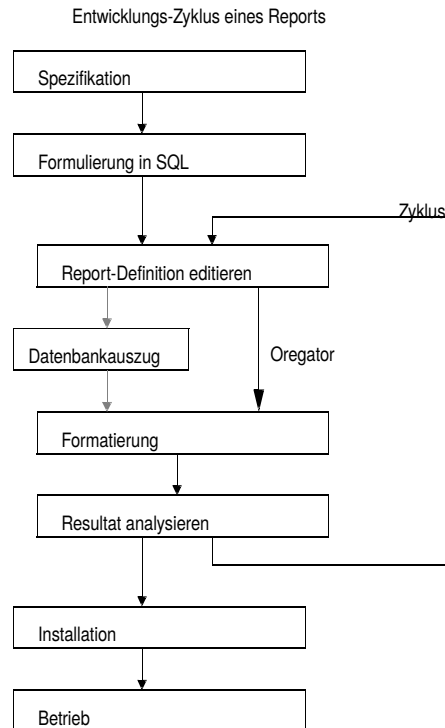 Entwicklungs-Zyklus eines Reports
Spezifikation
Formulierung in SQL
Zyklus
Report-Definition editieren
Datenbankauszug
Oregator
Formatierung
Resultat analysieren
Installation
Betrieb